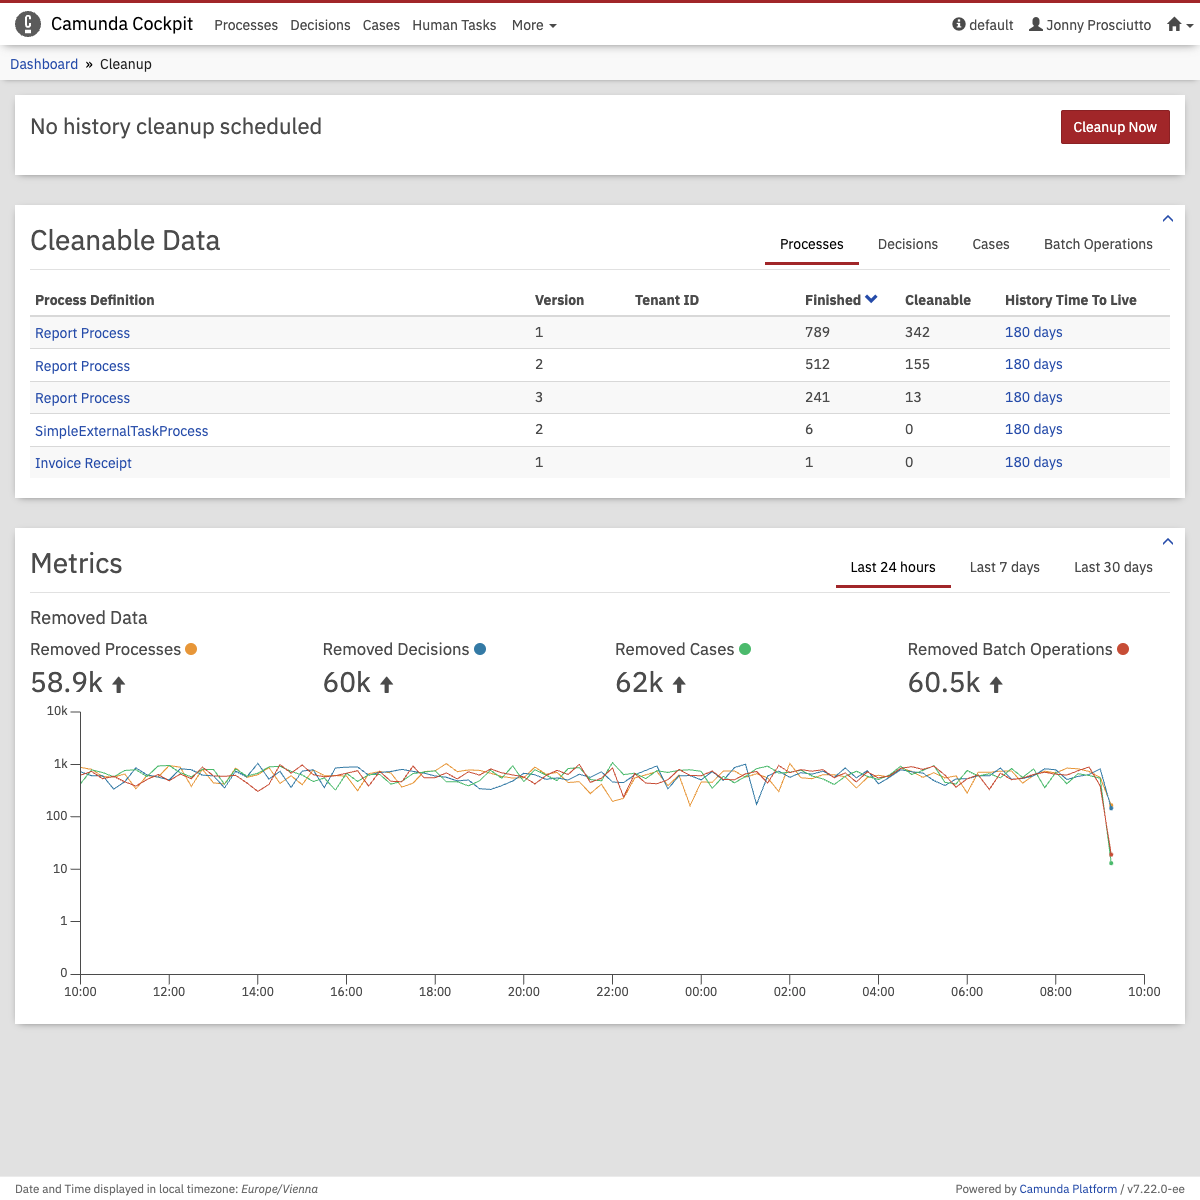 Camunda Cockpit Processes Decisions Cases Human Tasks More default Jonny Prosciutto
Dashboard » Cleanup
No history cleanup scheduled Cleanup Now
Cleanable Data Processes Decisions Cases Batch Operations
Process Definition Version Tenant ID Finished Cleanable History Time To Live
Report Process 1 789 342 180 days
Report Process 2 512 155 180 days
Report Process 3 241 13 180 days
SimpleExternalTaskProcess 2 6 0 180 days
Invoice Receipt 1 1 0 180 days
Metrics Last 24 hours Last 7 days Last 30 days
Removed Data
Removed Processes Removed Decisions Removed Cases Removed Batch Operations
58.9k 60k 62k 60.5k
10k
1k
100
10
1
0
10:00 12:00 14:00 16:00 18:00 20:00 22:00 00:00 02:00 04:00 06:00 08:00 10:00
Date and Time displayed in local timezone: Europe/Vienna Powered by Camunda Platform / v7.22.0-ee